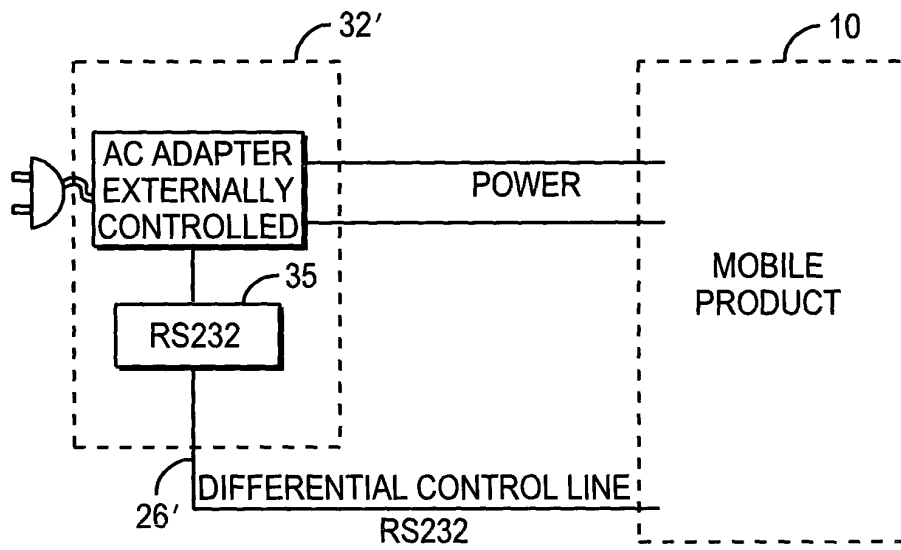 32′
10
AC ADAPTER
EXTERNALLY
CONTROLLED
POWER
35
MOBILE
PRODUCT
RS232
26′
DIFFERENTIAL CONTROL LINE
RS232